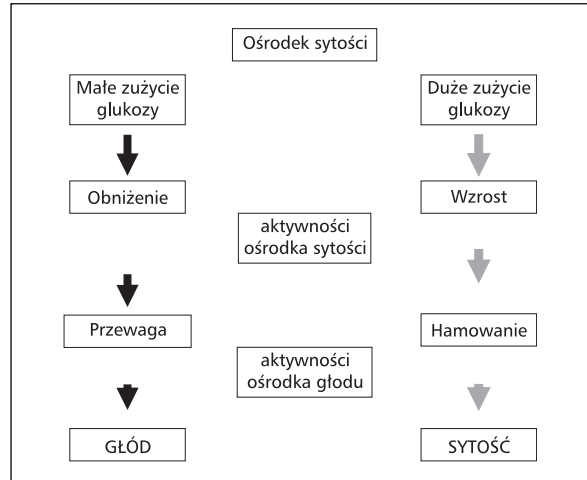 Ośrodek sytości
Małe zużycie
glukozy
Duże zużycie
glukozy
Obniżenie
Wzrost
aktywności
ośrodka sytości
Przewaga
Hamowanie
aktywności
ośrodka głodu
GŁÓD
SYTOŚĆ